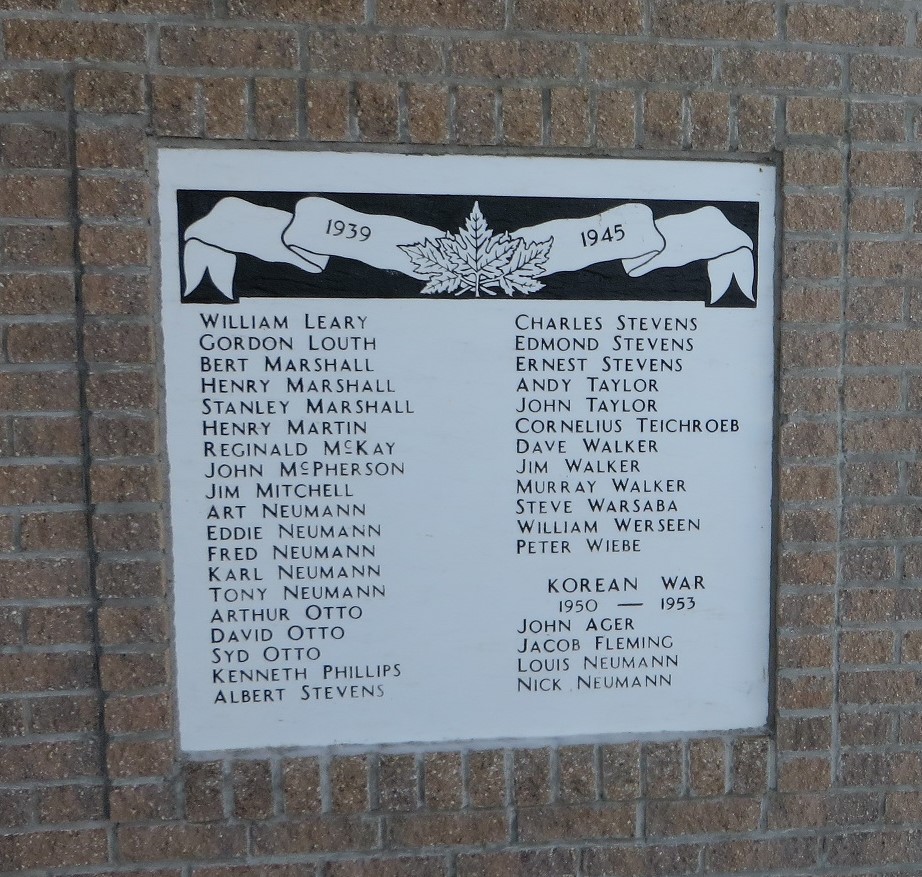 1939 1945
WILLIAM LEARY
GORDON LOUTH
BERT MARSHALL
HENRY MARSHALL
STANLEY MARSHALL
HENRY MARTIN
REGINALD MCKAY
JOHN MCPHERSON
JIM MITCHELL
ART NEUMANN
EDDIE NEUMANN
FRED NEUMANN
KARL NEUMANN
TONY NEUMANN
ARTHUR OTTO
DAVID OTTO
SYD OTTO
KENNETH PHILLIPS
ALBERT STEVENS
CHARLES STEVENS
EDMOND STEVENS
ERNEST STEVENS
ANDY TAYLOR
JOHN TAYLOR
CORNELIUS TEICHROEB
DAVE WALKER
JIM WALKER
MURRAY WALKER
STEVE WARSABA
WILLIAM WERSEEN
PETER WIEBE
KOREAN WAR
1950 — 1953
JOHN AGER
JACOB FLEMING
LOUIS NEUMANN
NICK NEUMANN